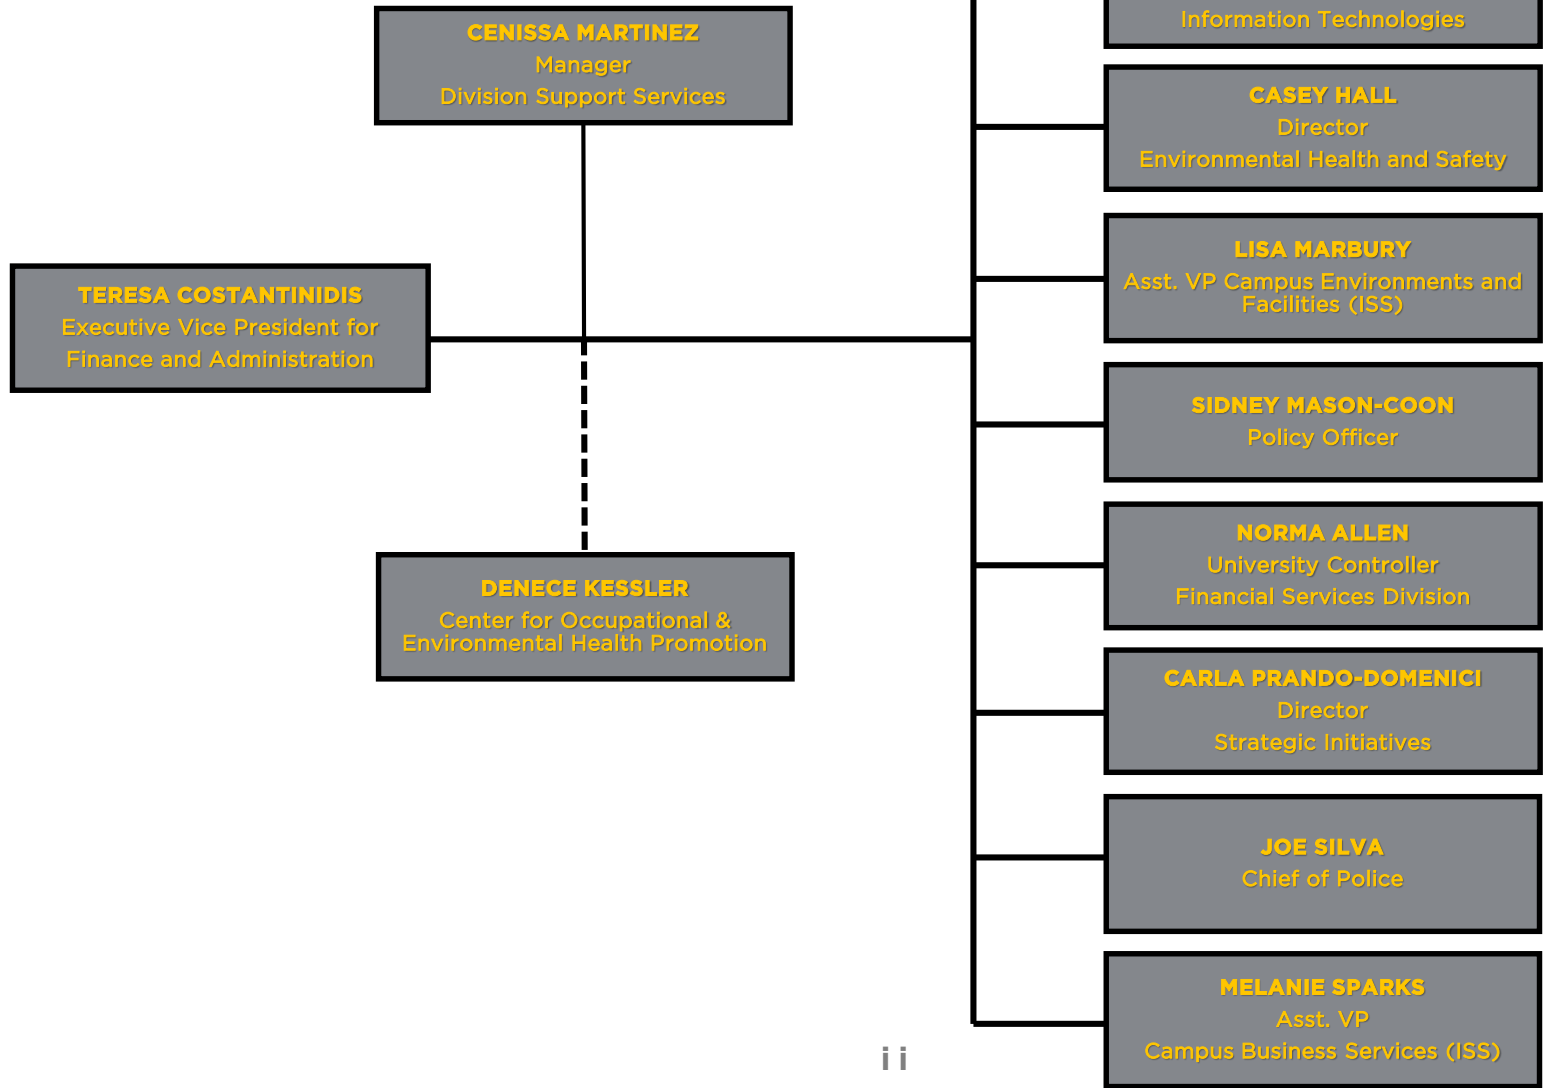 CENISSA MARTINEZ
Manager
Division Support Services
TERESA COSTANTINIDIS
Executive Vice President for
Finance and Administration
DENECE KESSLER
Center for Occupational &
Environmental Health Promotion
Information Technologies
CASEY HALL
Director
Environmental Health and Safety
LISA MARBURY
Asst. VP Campus Environments and
Facilities (ISS)
SIDNEY MASON-COON
Policy Officer
NORMA ALLEN
University Controller
Financial Services Division
CARLA PRANDO-DOMENICI
Director
Strategic Initiatives
JOE SILVA
Chief of Police
MELANIE SPARKS
Asst. VP
Campus Business Services (ISS)
ii